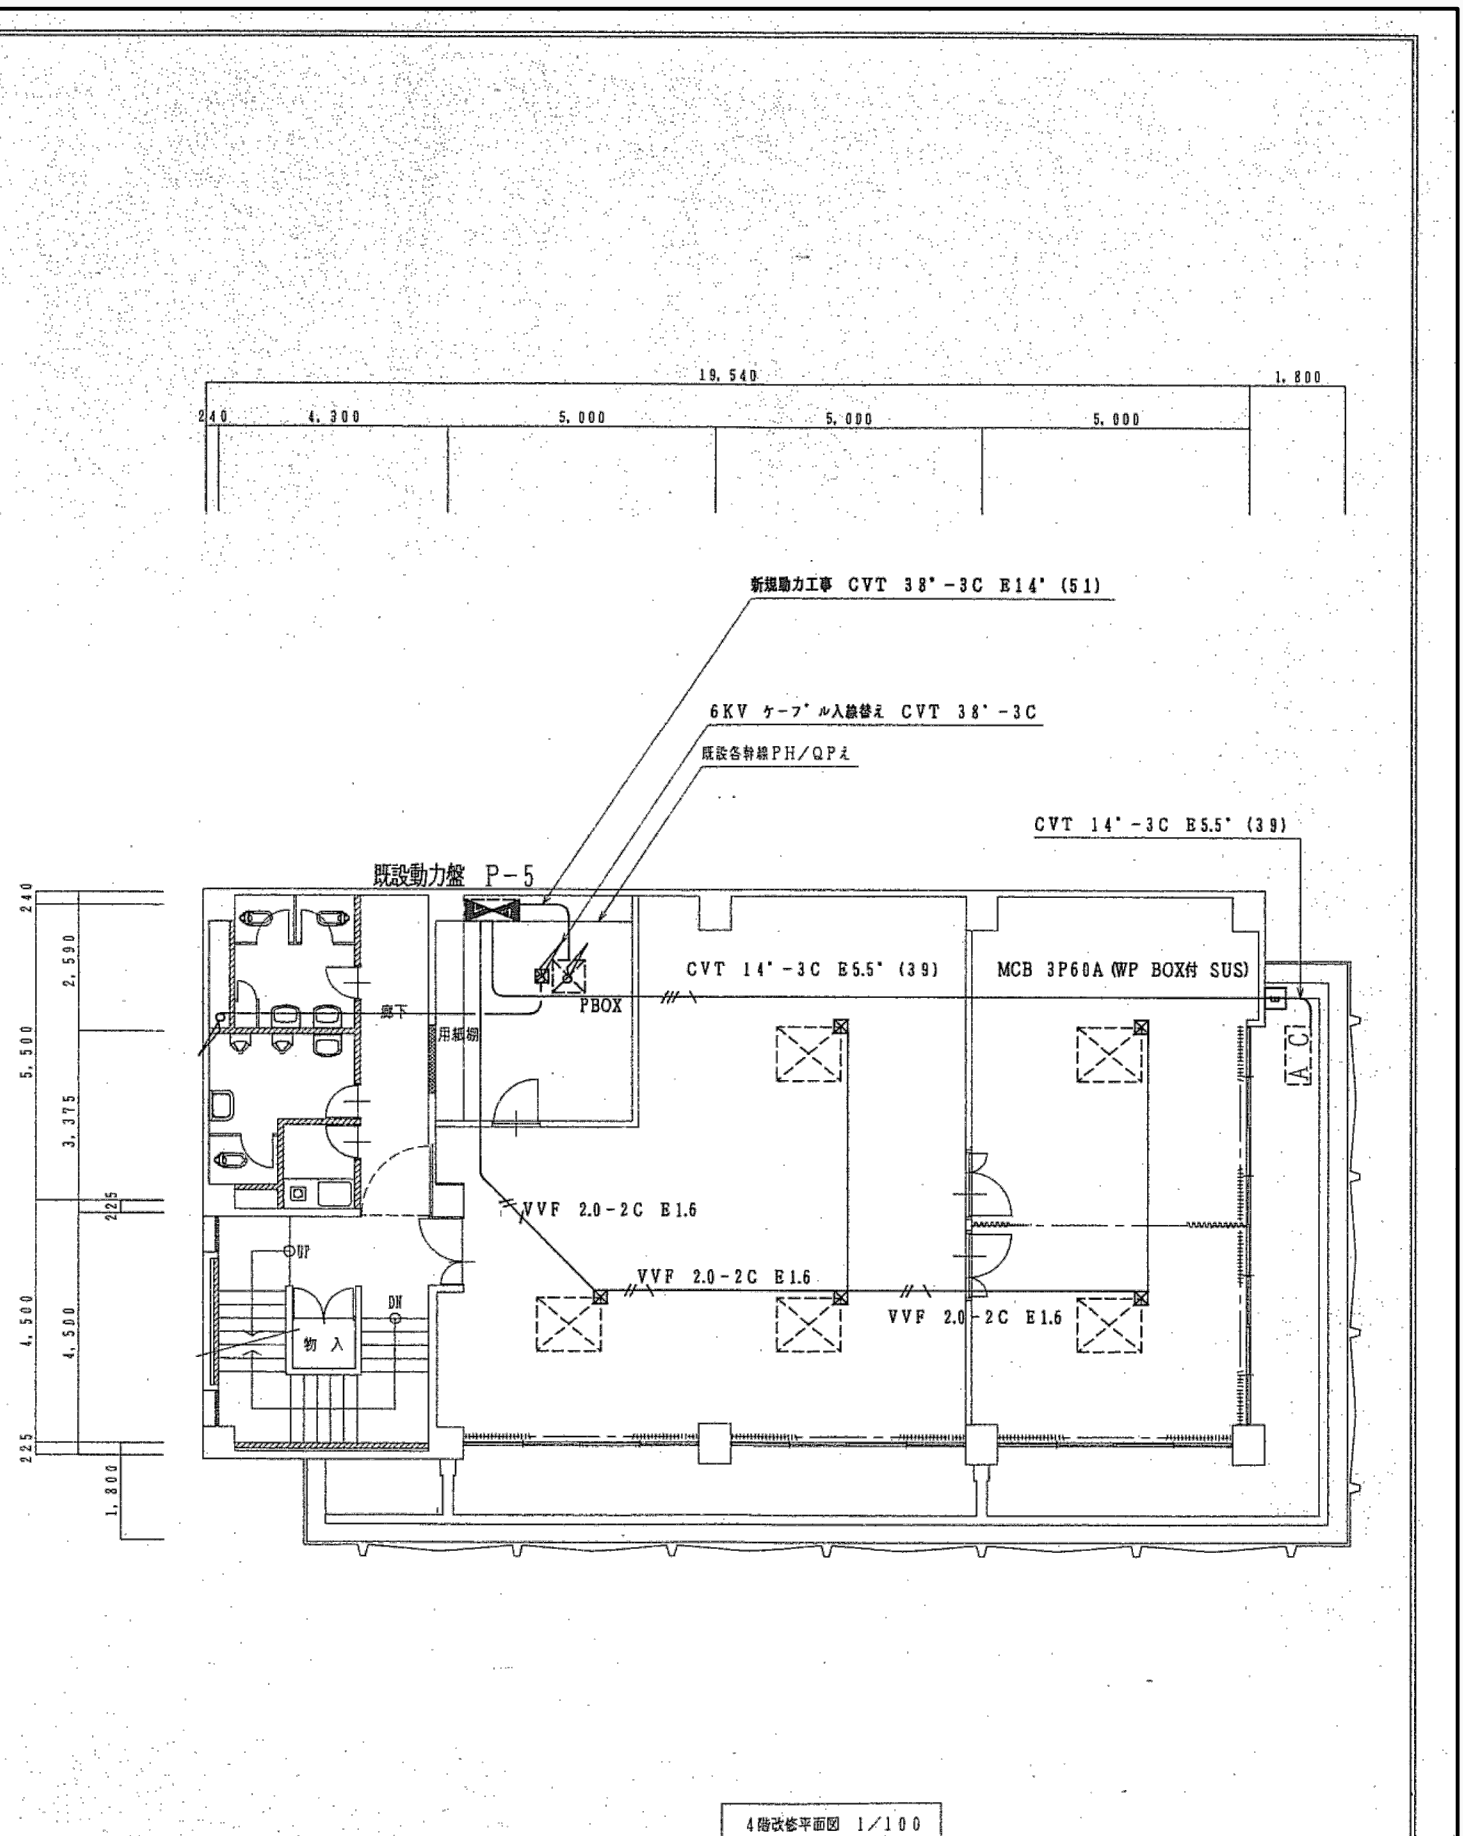 19,540
1,800
240
4,300
5,000
5,000
5,000
新規動力工事 CVT 38°-3C E14° (51)
6KV ケーブル入線替え CVT 38°-3C
既設各幹線PH/QPえ
CVT 14°-3C E5.5° (39)
既設動力盤 P-5
240
2,590
5,500
3,375
225
4,500
4,500
225
1,800
CVT 14°-3C E5.5° (39)
MCB 3P60A (WP BOX付 SUS)
PBOX
廊下
用紙棚
E
AC
VVF 2.0-2C E1.6
VVF 2.0-2C E1.6
VVF 2.0-2C E1.6
UP
DN
物入
4階改修平面図 1/100